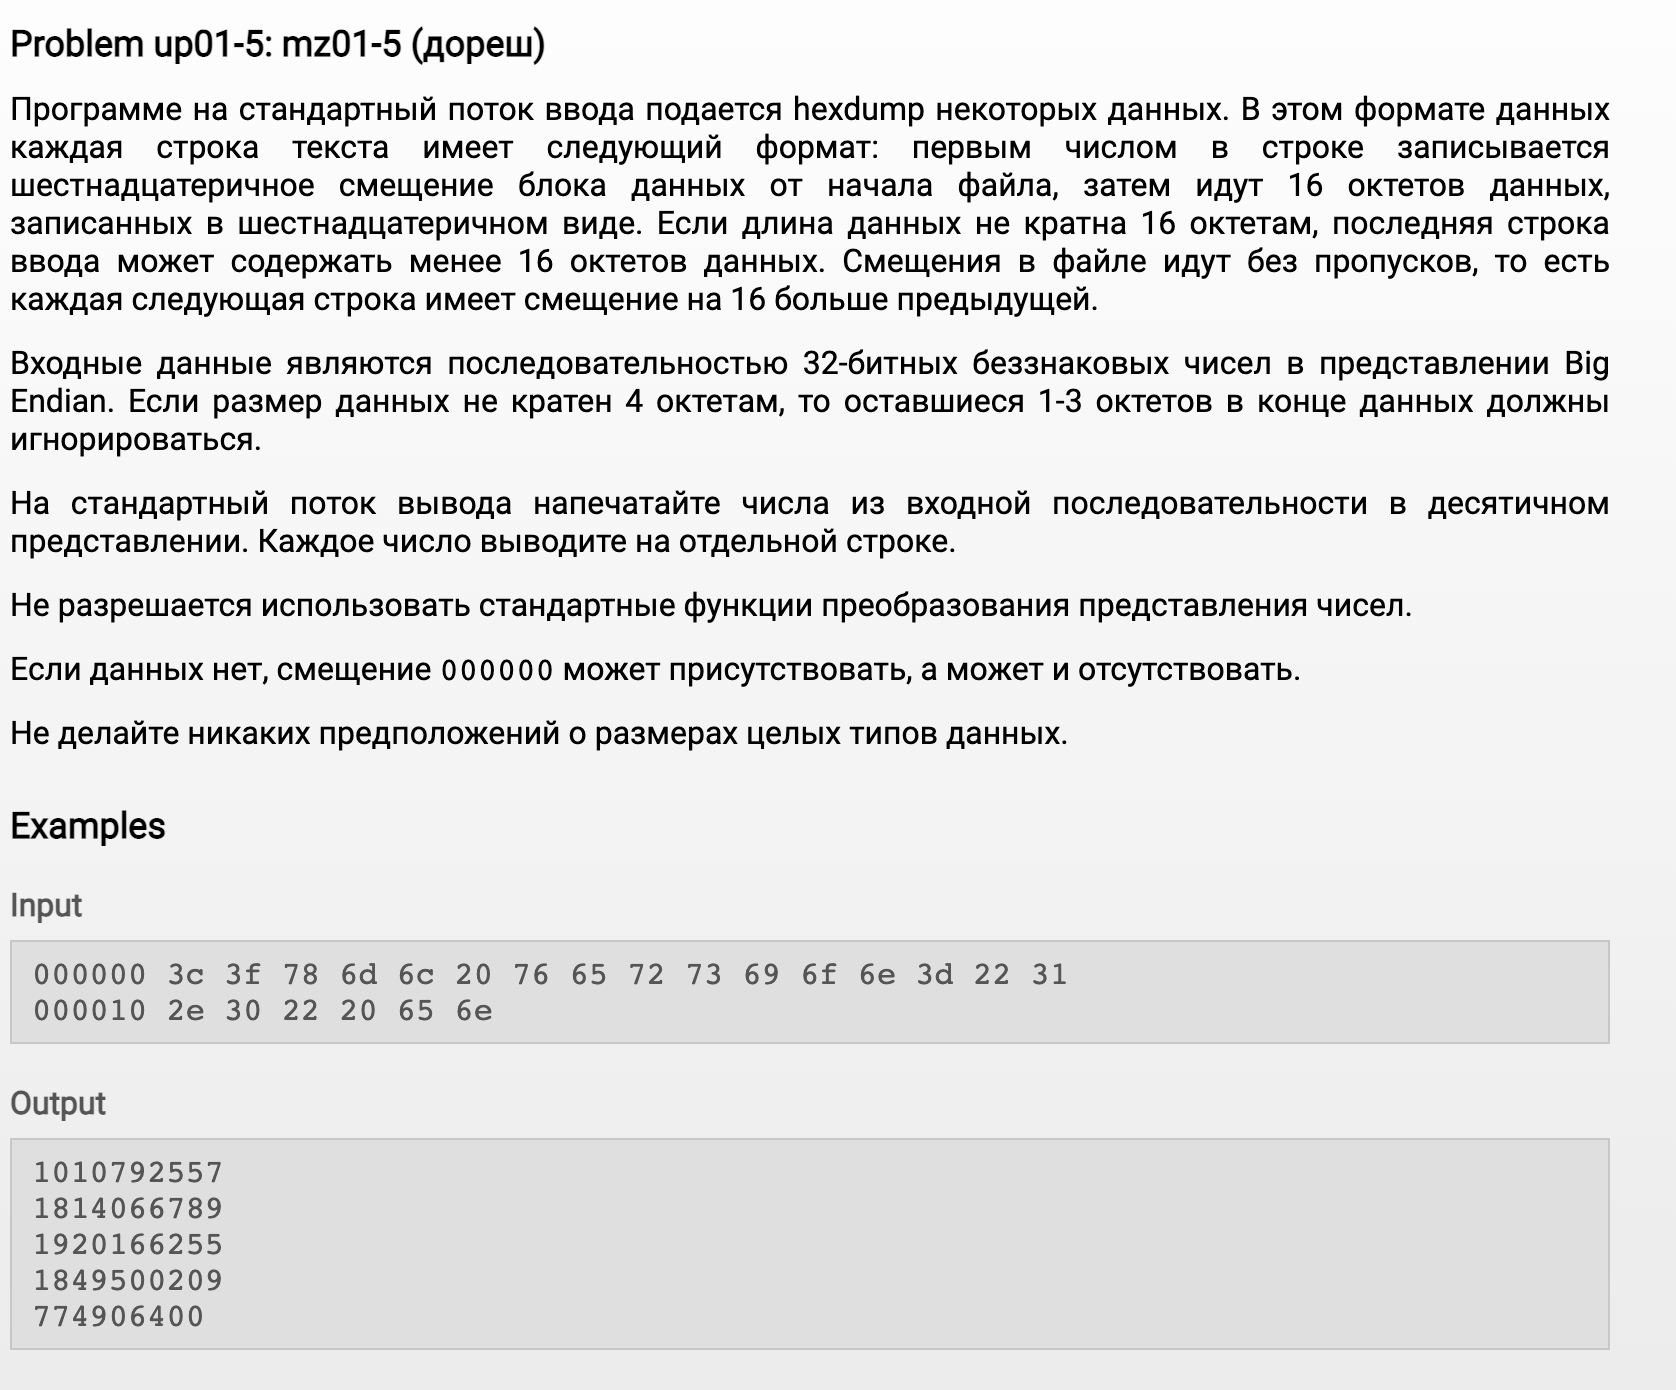 Problem up01-5: mz01-5 (дореш)
Программе на стандартный поток ввода подается hexdump некоторых данных. В этом формате данных
каждая строка текста имеет следующий формат: первым числом в строке записывается
шестнадцатеричное смещение блока данных от начала файла, затем идут 16 октетов данных,
записанных в шестнадцатеричном виде. Если длина данных не кратна 16 октетам, последняя строка
ввода может содержать менее 16 октетов данных. Смещения в файле идут без пропусков, то есть
каждая следующая строка имеет смещение на 16 больше предыдущей.
Входные данные являются последовательностью 32-битных беззнаковых чисел в представлении Big
Endian. Если размер данных не кратен 4 октетам, то оставшиеся 1-3 октетов в конце данных должны
игнорироваться.
На стандартный поток вывода напечатайте числа из входной последовательности в десятичном
представлении. Каждое число выводите на отдельной строке.
Не разрешается использовать стандартные функции преобразования представления чисел.
Если данных нет, смещение 000000 может присутствовать, а может и отсутствовать.
Не делайте никаких предположений о размерах целых типов данных.
Examples
Input
000000 3c 3f 78 6d 6c 20 76 65 72 73 69 6f 6e 3d 22 31
000010 2e 30 22 20 65 6e
Output
1010792557
1814066789
1920166255
1849500209
774906400